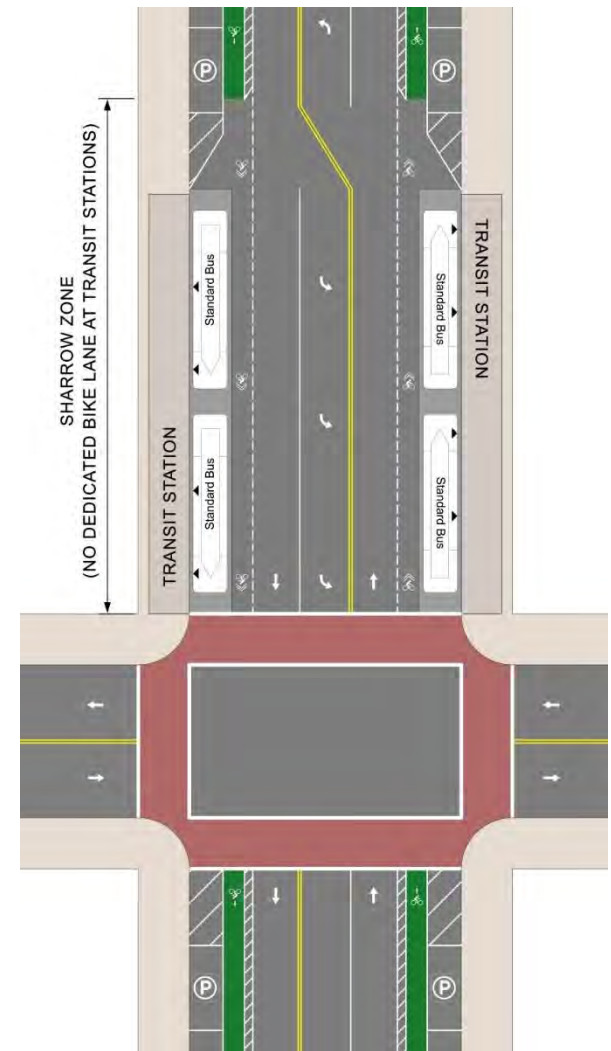 P
P
SHARROW ZONE
(NO DEDICATED BIKE LANE AT TRANSIT STATIONS)
TRANSIT STATION
Standard Bus
Standard Bus
Standard Bus
Standard Bus
TRANSIT STATION
P
P